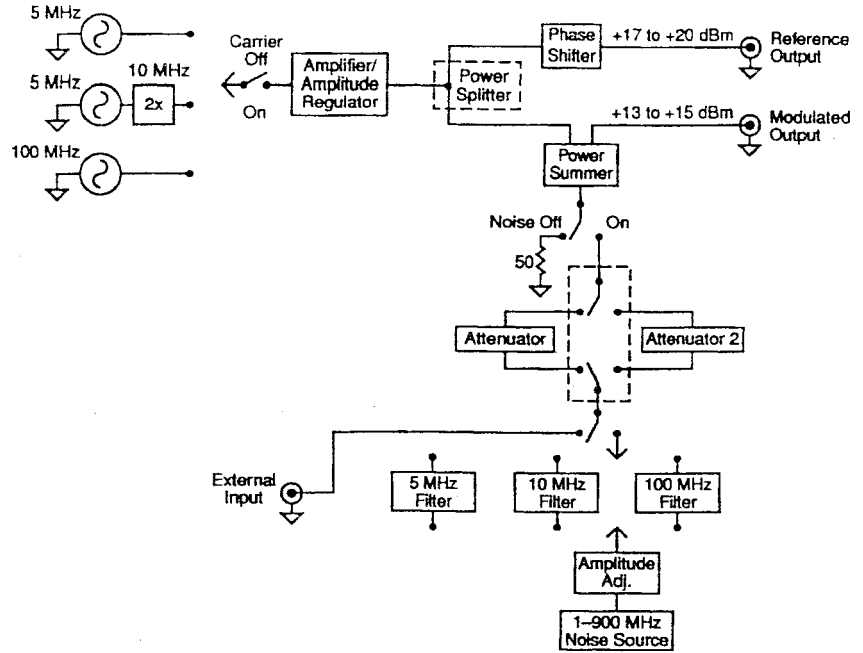 5 MHz
5 MHz
10 MHz
2x
100 MHz
Carrier
Off
On
Amplifier/
Amplitude
Regulator
Power
Splitter
Phase
Shifter
+17 to +20 dBm
Reference
Output
+13 to +15 dBm
Modulated
Output
Power
Summer
Noise Off
On
50
Attenuator
Attenuator 2
External
Input
5 MHz
Filter
10 MHz
Filter
100 MHz
Filter
Amplitude
Adj.
1–900 MHz
Noise Source